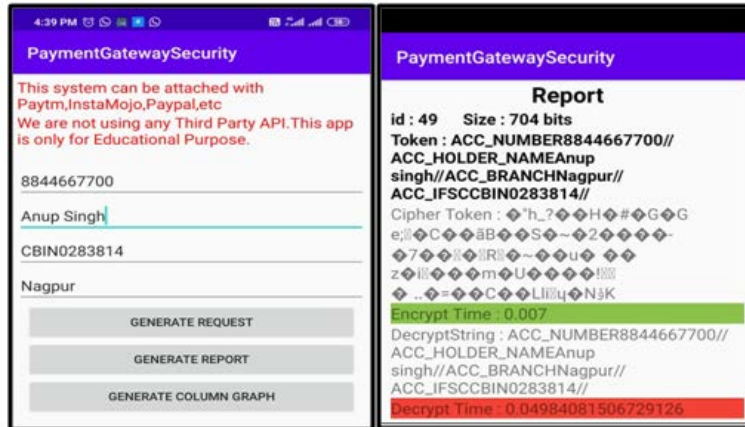 4:39 PM
PaymentGatewaySecurity
This system can be attached with
Paytm,InstaMojo,Paypal,etc
We are not using any Third Party API.This app
is only for Educational Purpose.
8844667700
Anup Singh
CBIN0283814
Nagpur
GENERATE REQUEST
GENERATE REPORT
GENERATE COLUMN GRAPH
PaymentGatewaySecurity
Report
id : 49 Size : 704 bits
Token : ACC_NUMBER8844667700//
ACC_HOLDER_NAMEAnup
singh//ACC_BRANCHNagpur//
ACC_IFSCCBIN0283814//
Cipher Token :
Encrypt Time : 0.007
DecryptString : ACC_NUMBER8844667700//
ACC_HOLDER_NAMEAnup
singh//ACC_BRANCHNagpur//
ACC_IFSCCBIN0283814//
Decrypt Time : 0.04984081506729126